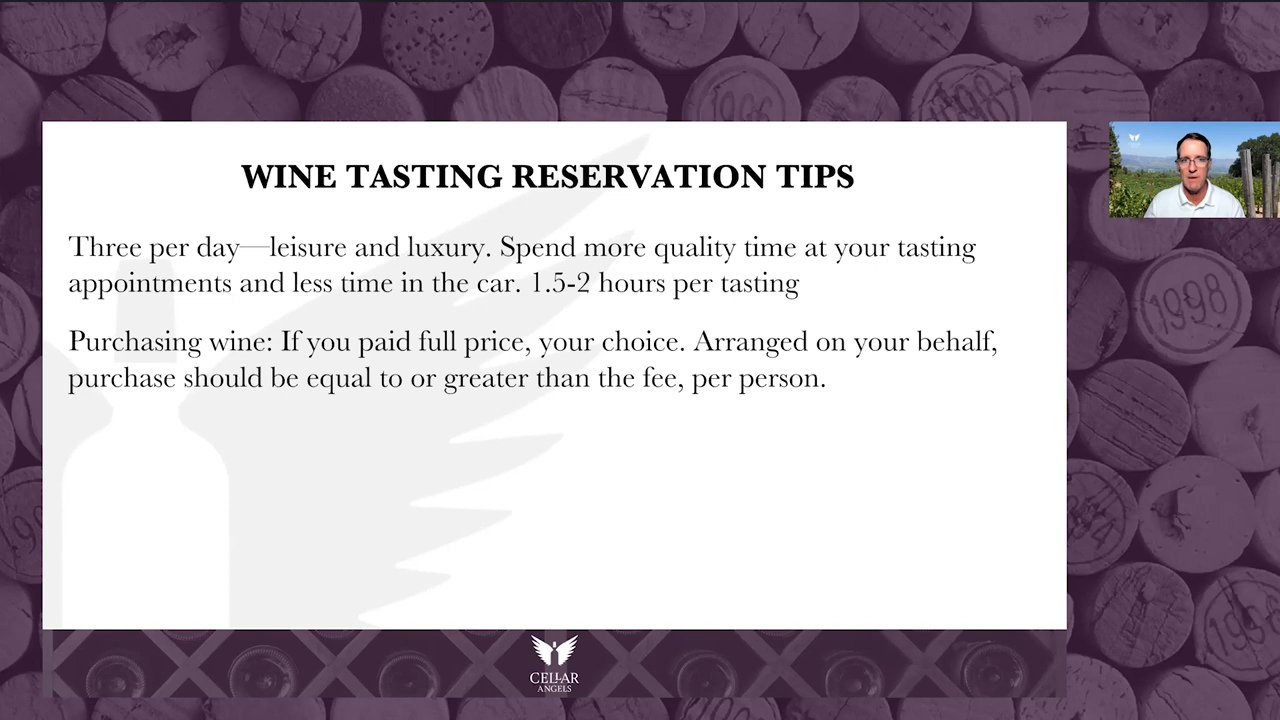 WINE TASTING RESERVATION TIPS
Three per day—leisure and luxury. Spend more quality time at your tasting
appointments and less time in the car. 1.5-2 hours per tasting
Purchasing wine: If you paid full price, your choice. Arranged on your behalf,
purchase should be equal to or greater than the fee, per person.
1998
CELLAR
ANGELS